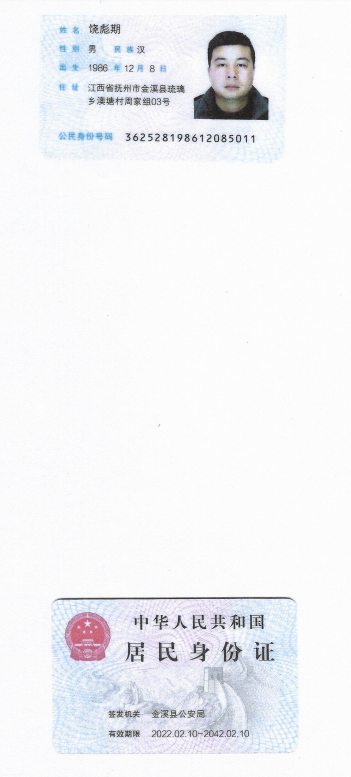 姓名 饶彪期
性别 男 民族 汉
出生 1986 年 12 月 8 日
住址 江西省抚州市金溪县琉璃
乡澳塘村周家组03号
公民身份号码 362528198612085011
中华人民共和国
居民身份证
签发机关 金溪县公安局
有效期限 2022.02.10-2042.02.10